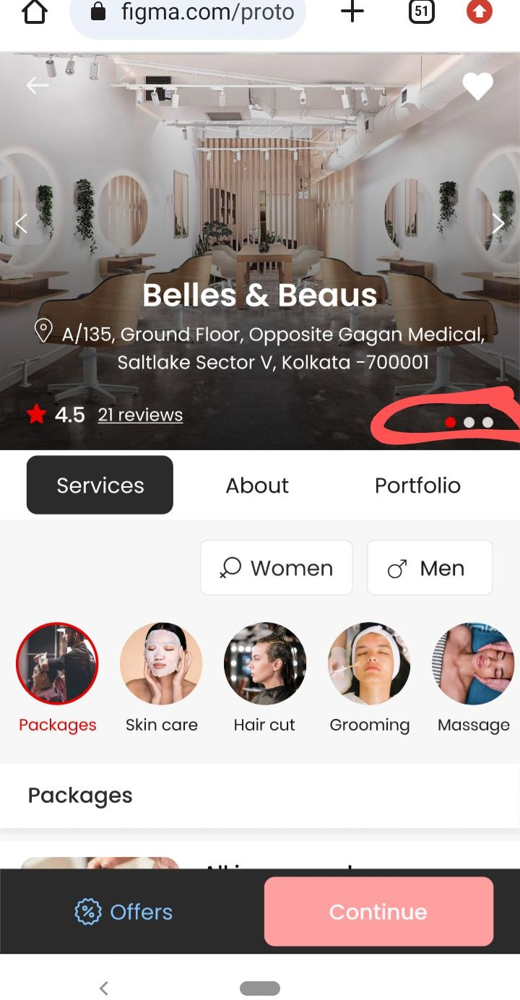 figma.com/proto
51
Belles & Beaus
A/135, Ground Floor, Opposite Gagan Medical,
Saltlake Sector V, Kolkata -700001
4.5 21 reviews
Services About Portfolio
Women Men
Packages Skin care Hair cut Grooming Massage
Packages
% Offers Continue